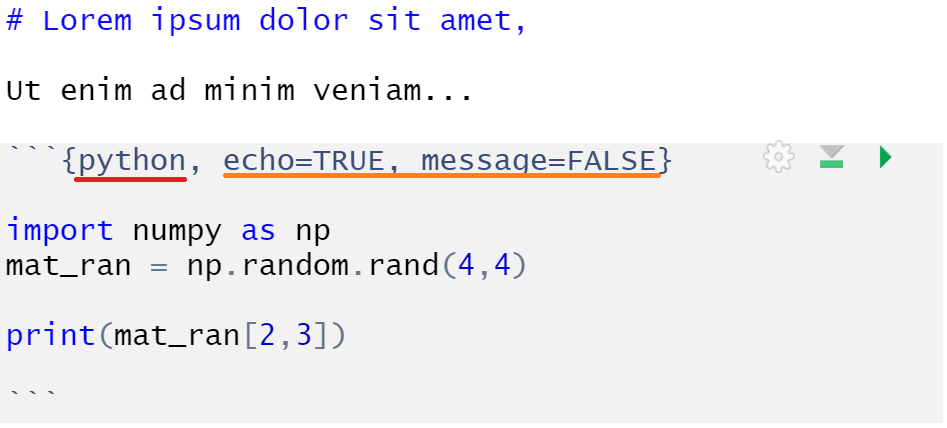 # Lorem ipsum dolor sit amet,
Ut enim ad minim veniam...
```{python, echo=TRUE, message=FALSE}
import numpy as np
mat_ran = np.random.rand(4,4)
print(mat_ran[2,3])
```